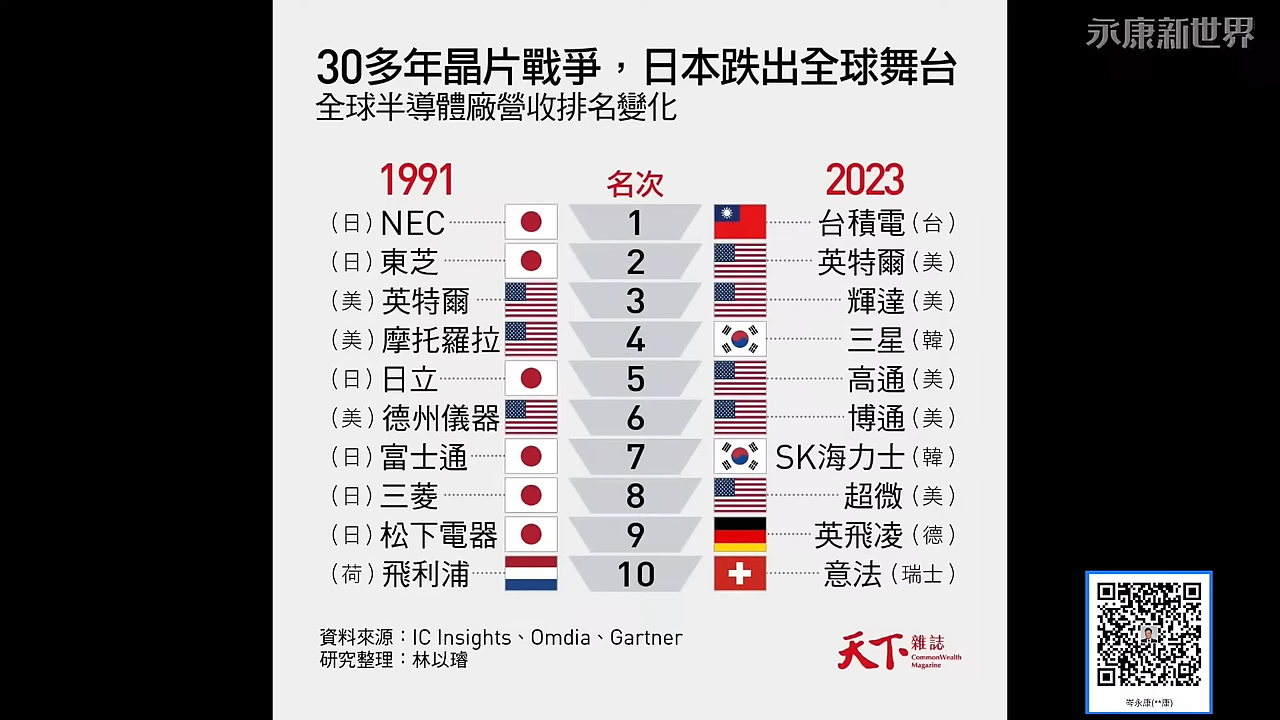 永康新世界
30多年晶片戰爭，日本跌出全球舞台
全球半導體廠營收排名變化
1991 名次 2023
（日）NEC 1 台積電（台）
（日）東芝 2 英特爾（美）
（美）英特爾 3 輝達（美）
（美）摩托羅拉 4 三星（韓）
（日）日立 5 高通（美）
（美）德州儀器 6 博通（美）
（日）富士通 7 SK海力士（韓）
（日）三菱 8 超微（美）
（日）松下電器 9 英飛凌（德）
（荷）飛利浦 10 意法（瑞士）
資料來源：IC Insights、Omdia、Gartner
研究整理：林以璿
天下雜誌
CommonWealth
Magazine
岑永康(**康)